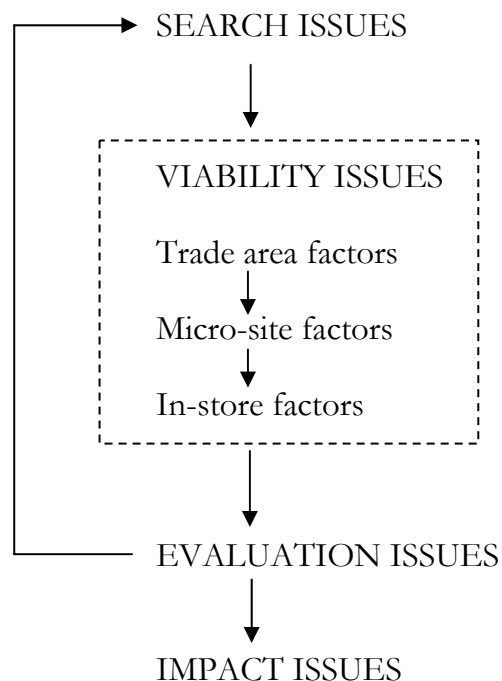 SEARCH ISSUES
VIABILITY ISSUES
Trade area factors
Micro-site factors
In-store factors
EVALUATION ISSUES
IMPACT ISSUES